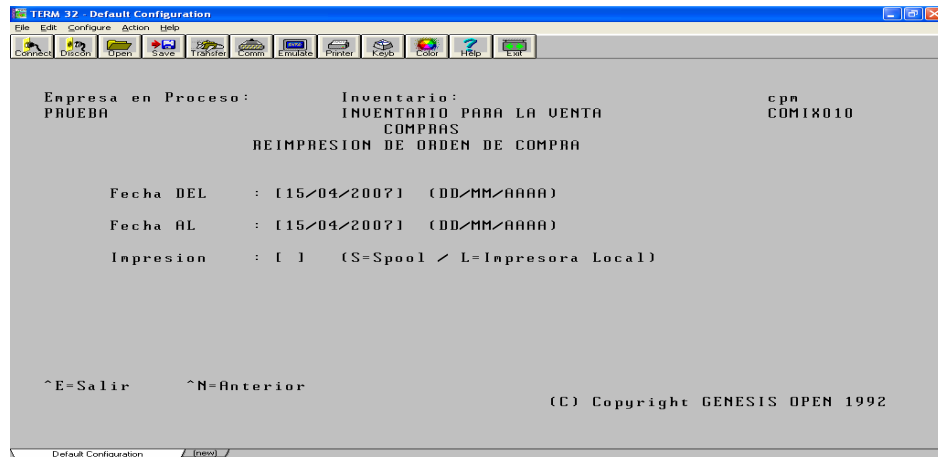 TERM 32 - Default Configuration
File Edit Configure Action Help
Connect Discon Open Save Transfer Comm Emulate Printer Keyb Color Help Exit
Empresa en Proceso: Inventario: cpm
PRUEBA INVENTARIO PARA LA VENTA COMIX010
COMPRAS
REIMPRESION DE ORDEN DE COMPRA
Fecha DEL : [15/04/2007] (DD/MM/AAAA)
Fecha AL : [15/04/2007] (DD/MM/AAAA)
Impresion : [ ] (S=Spool / L=Impresora Local)
^E=Salir ^N=Anterior
(C) Copyright GENESIS OPEN 1992
Default Configuration (new)